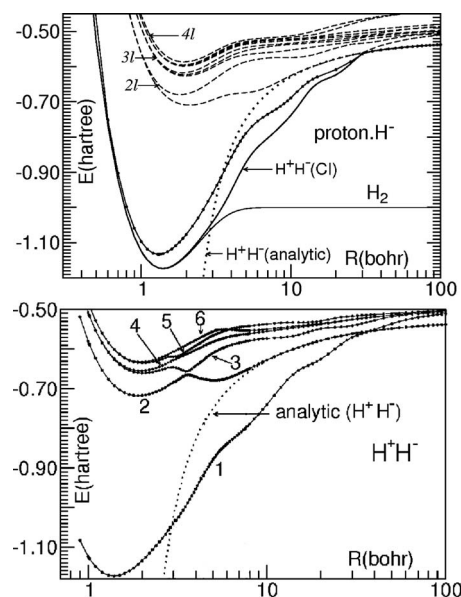 -0.50
4l
3l
2l
-0.70
E(hartree)
proton.H-
H+H-(CI)
-0.90
H2
-1.10
H+H-(analytic)
R(bohr)
1
10
100
-0.50
6
5
4
3
-0.70
2
analytic (H+H-)
E(hartree)
H+H-
-0.90
1
-1.10
R(bohr)
1
10
100